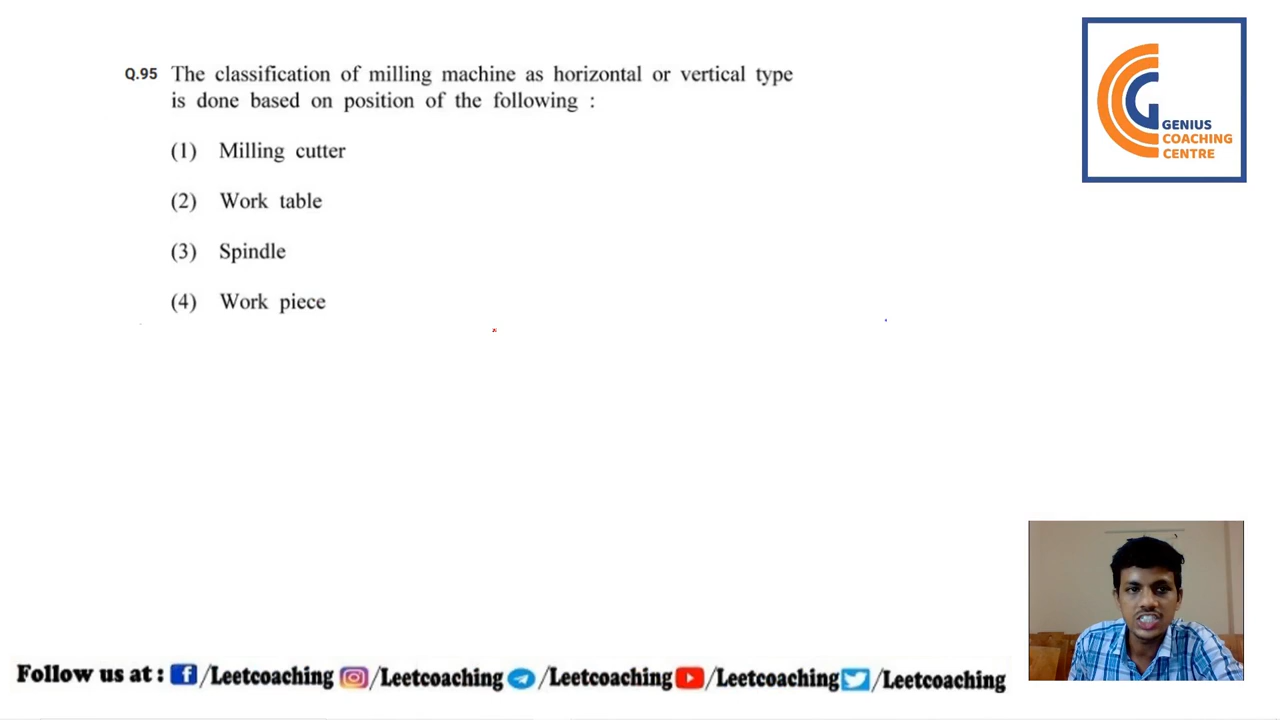 Q.95 The classification of milling machine as horizontal or vertical type
is done based on position of the following :
(1) Milling cutter
(2) Work table
(3) Spindle
(4) Work piece
GENIUS
COACHING
CENTRE
Follow us at : /Leetcoaching /Leetcoaching /Leetcoaching /Leetcoaching /Leetcoaching